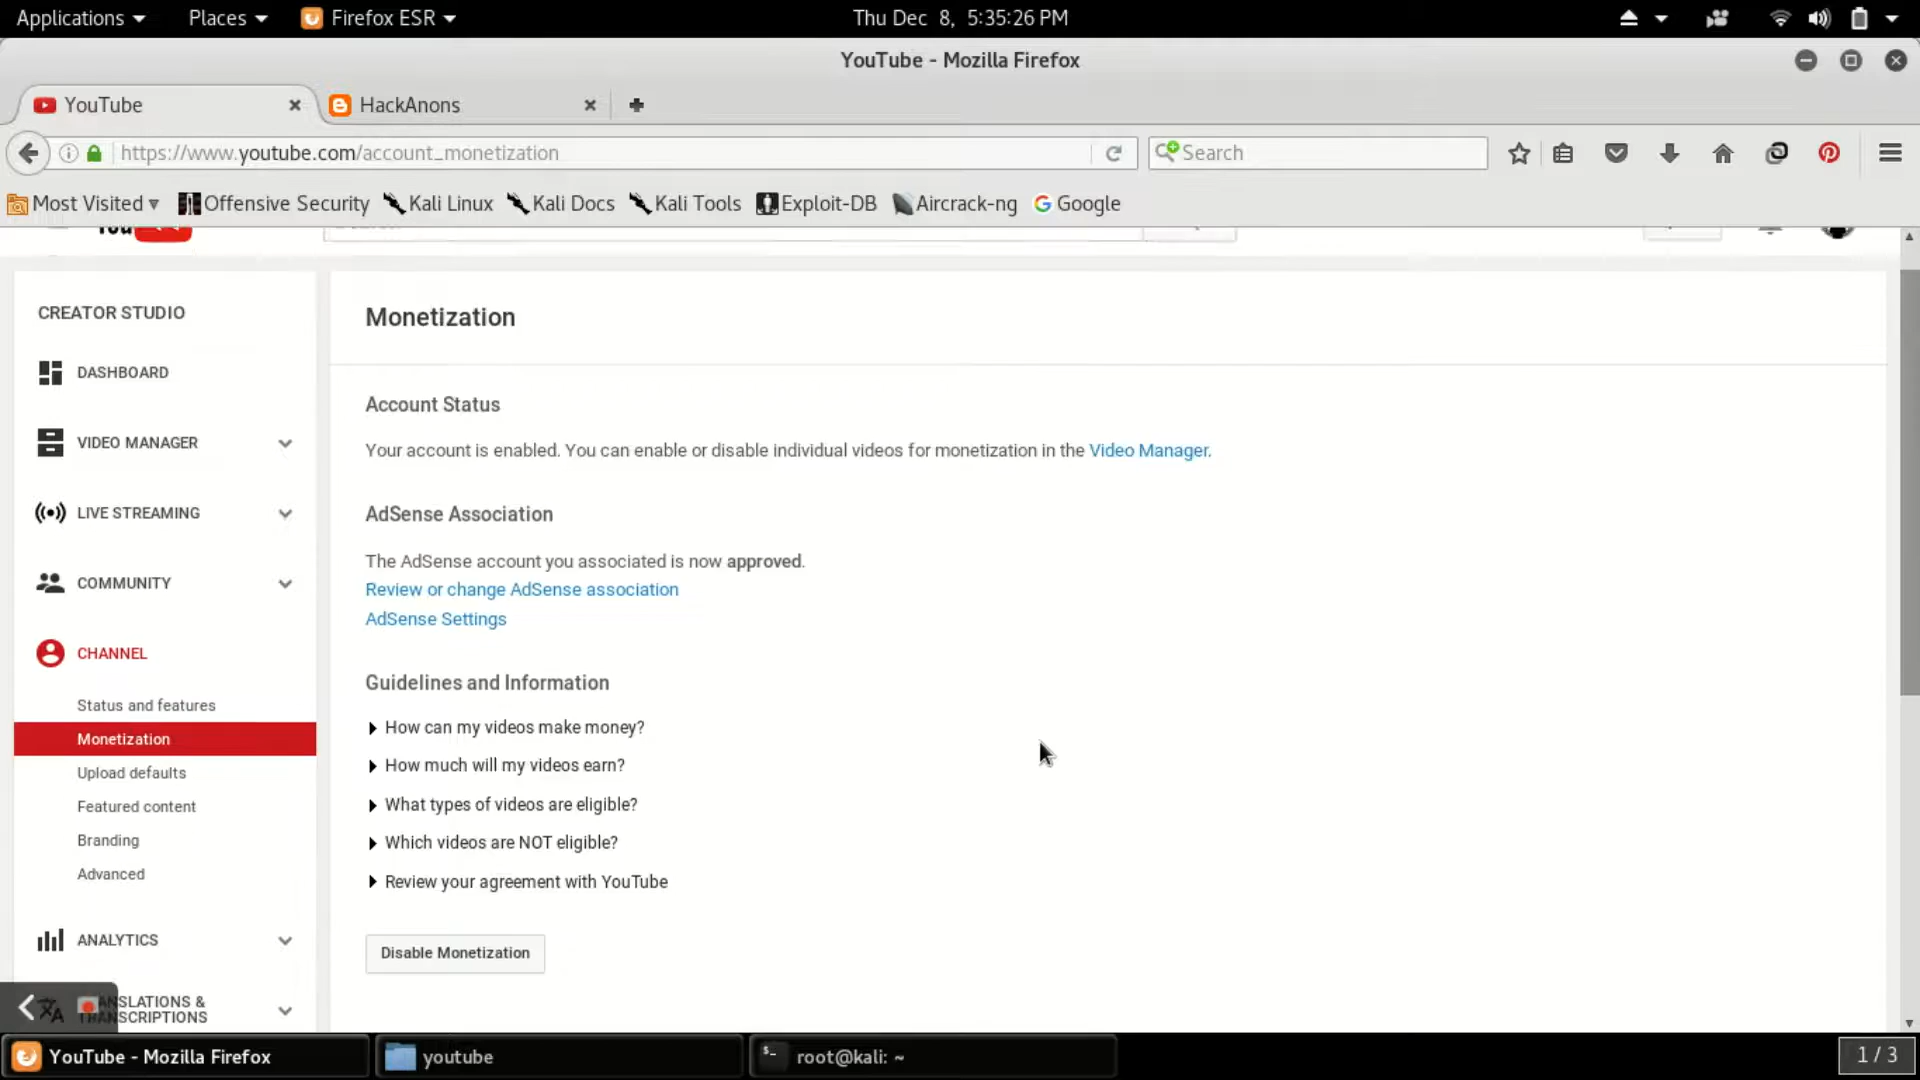 Applications Places Firefox ESR Thu Dec 8, 5:35:26 PM
YouTube - Mozilla Firefox
YouTube HackAnons
https://www.youtube.com/account_monetization Search
Most Visited Offensive Security Kali Linux Kali Docs Kali Tools Exploit-DB Aircrack-ng Google
You
CREATOR STUDIO
DASHBOARD
VIDEO MANAGER
LIVE STREAMING
COMMUNITY
CHANNEL
Status and features
Monetization
Upload defaults
Featured content
Branding
Advanced
ANALYTICS
TRANSCRIPTIONS
Monetization
Account Status
Your account is enabled. You can enable or disable individual videos for monetization in the Video Manager.
AdSense Association
The AdSense account you associated is now approved.
Review or change AdSense association
AdSense Settings
Guidelines and Information
How can my videos make money?
How much will my videos earn?
What types of videos are eligible?
Which videos are NOT eligible?
Review your agreement with YouTube
Disable Monetization
YouTube - Mozilla Firefox youtube root@kali: ~ 1 / 3